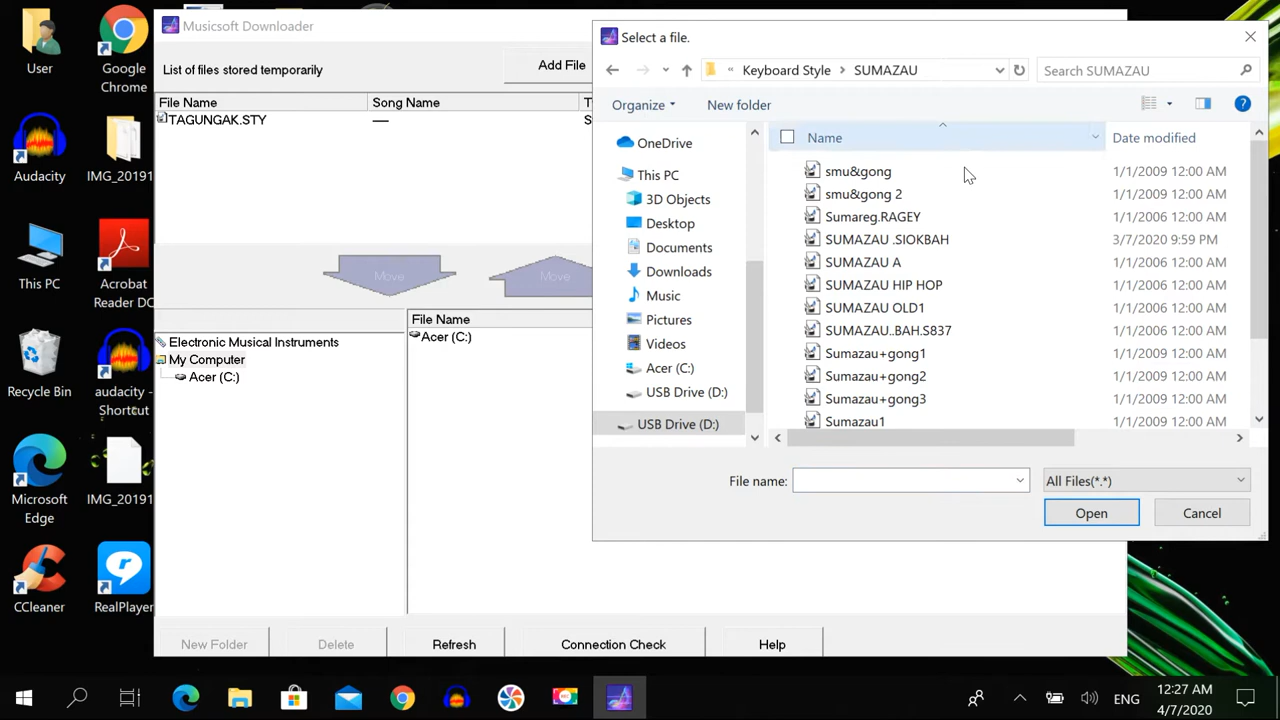 User
Google Chrome
Audacity
IMG_20191
This PC
Acrobat Reader DC
Recycle Bin
audacity - Shortcut
Microsoft Edge
IMG_20191
CCleaner
RealPlayer
Musicsoft Downloader
List of files stored temporarily
Add File
File Name Song Name
TAGUNGAK.STY —
Move Move
File Name
Electronic Musical Instruments
My Computer
Acer (C:)
Acer (C:)
New Folder Delete Refresh Connection Check Help
Select a file.
« Keyboard Style › SUMAZAU
Search SUMAZAU
Organize New folder
OneDrive
This PC
3D Objects
Desktop
Documents
Downloads
Music
Pictures
Videos
Acer (C:)
USB Drive (D:)
USB Drive (D:)
Name Date modified
smu&gong 1/1/2009 12:00 AM
smu&gong 2 1/1/2009 12:00 AM
Sumareg.RAGEY 1/1/2006 12:00 AM
SUMAZAU .SIOKBAH 3/7/2020 9:59 PM
SUMAZAU A 1/1/2006 12:00 AM
SUMAZAU HIP HOP 1/1/2006 12:00 AM
SUMAZAU OLD1 1/1/2006 12:00 AM
SUMAZAU..BAH.S837 1/1/2006 12:00 AM
Sumazau+gong1 1/1/2009 12:00 AM
Sumazau+gong2 1/1/2009 12:00 AM
Sumazau+gong3 1/1/2009 12:00 AM
Sumazau1 1/1/2009 12:00 AM
File name: All Files(*.*)
Open Cancel
ENG
12:27 AM
4/7/2020